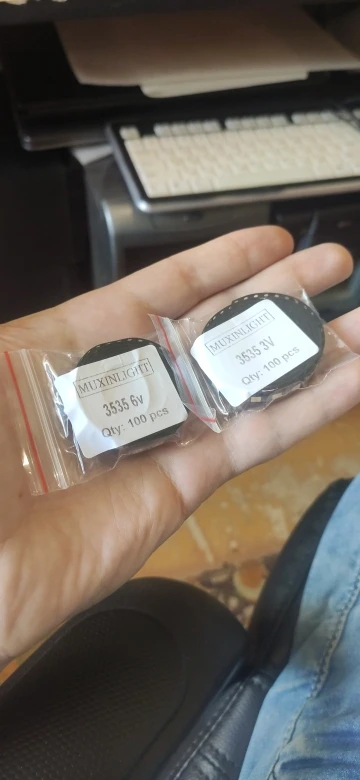 MUXINLIGHT
3535 6v
Qty: 100 pcs
MUXINLIGHT
3535 3V
Qty: 100 pcs